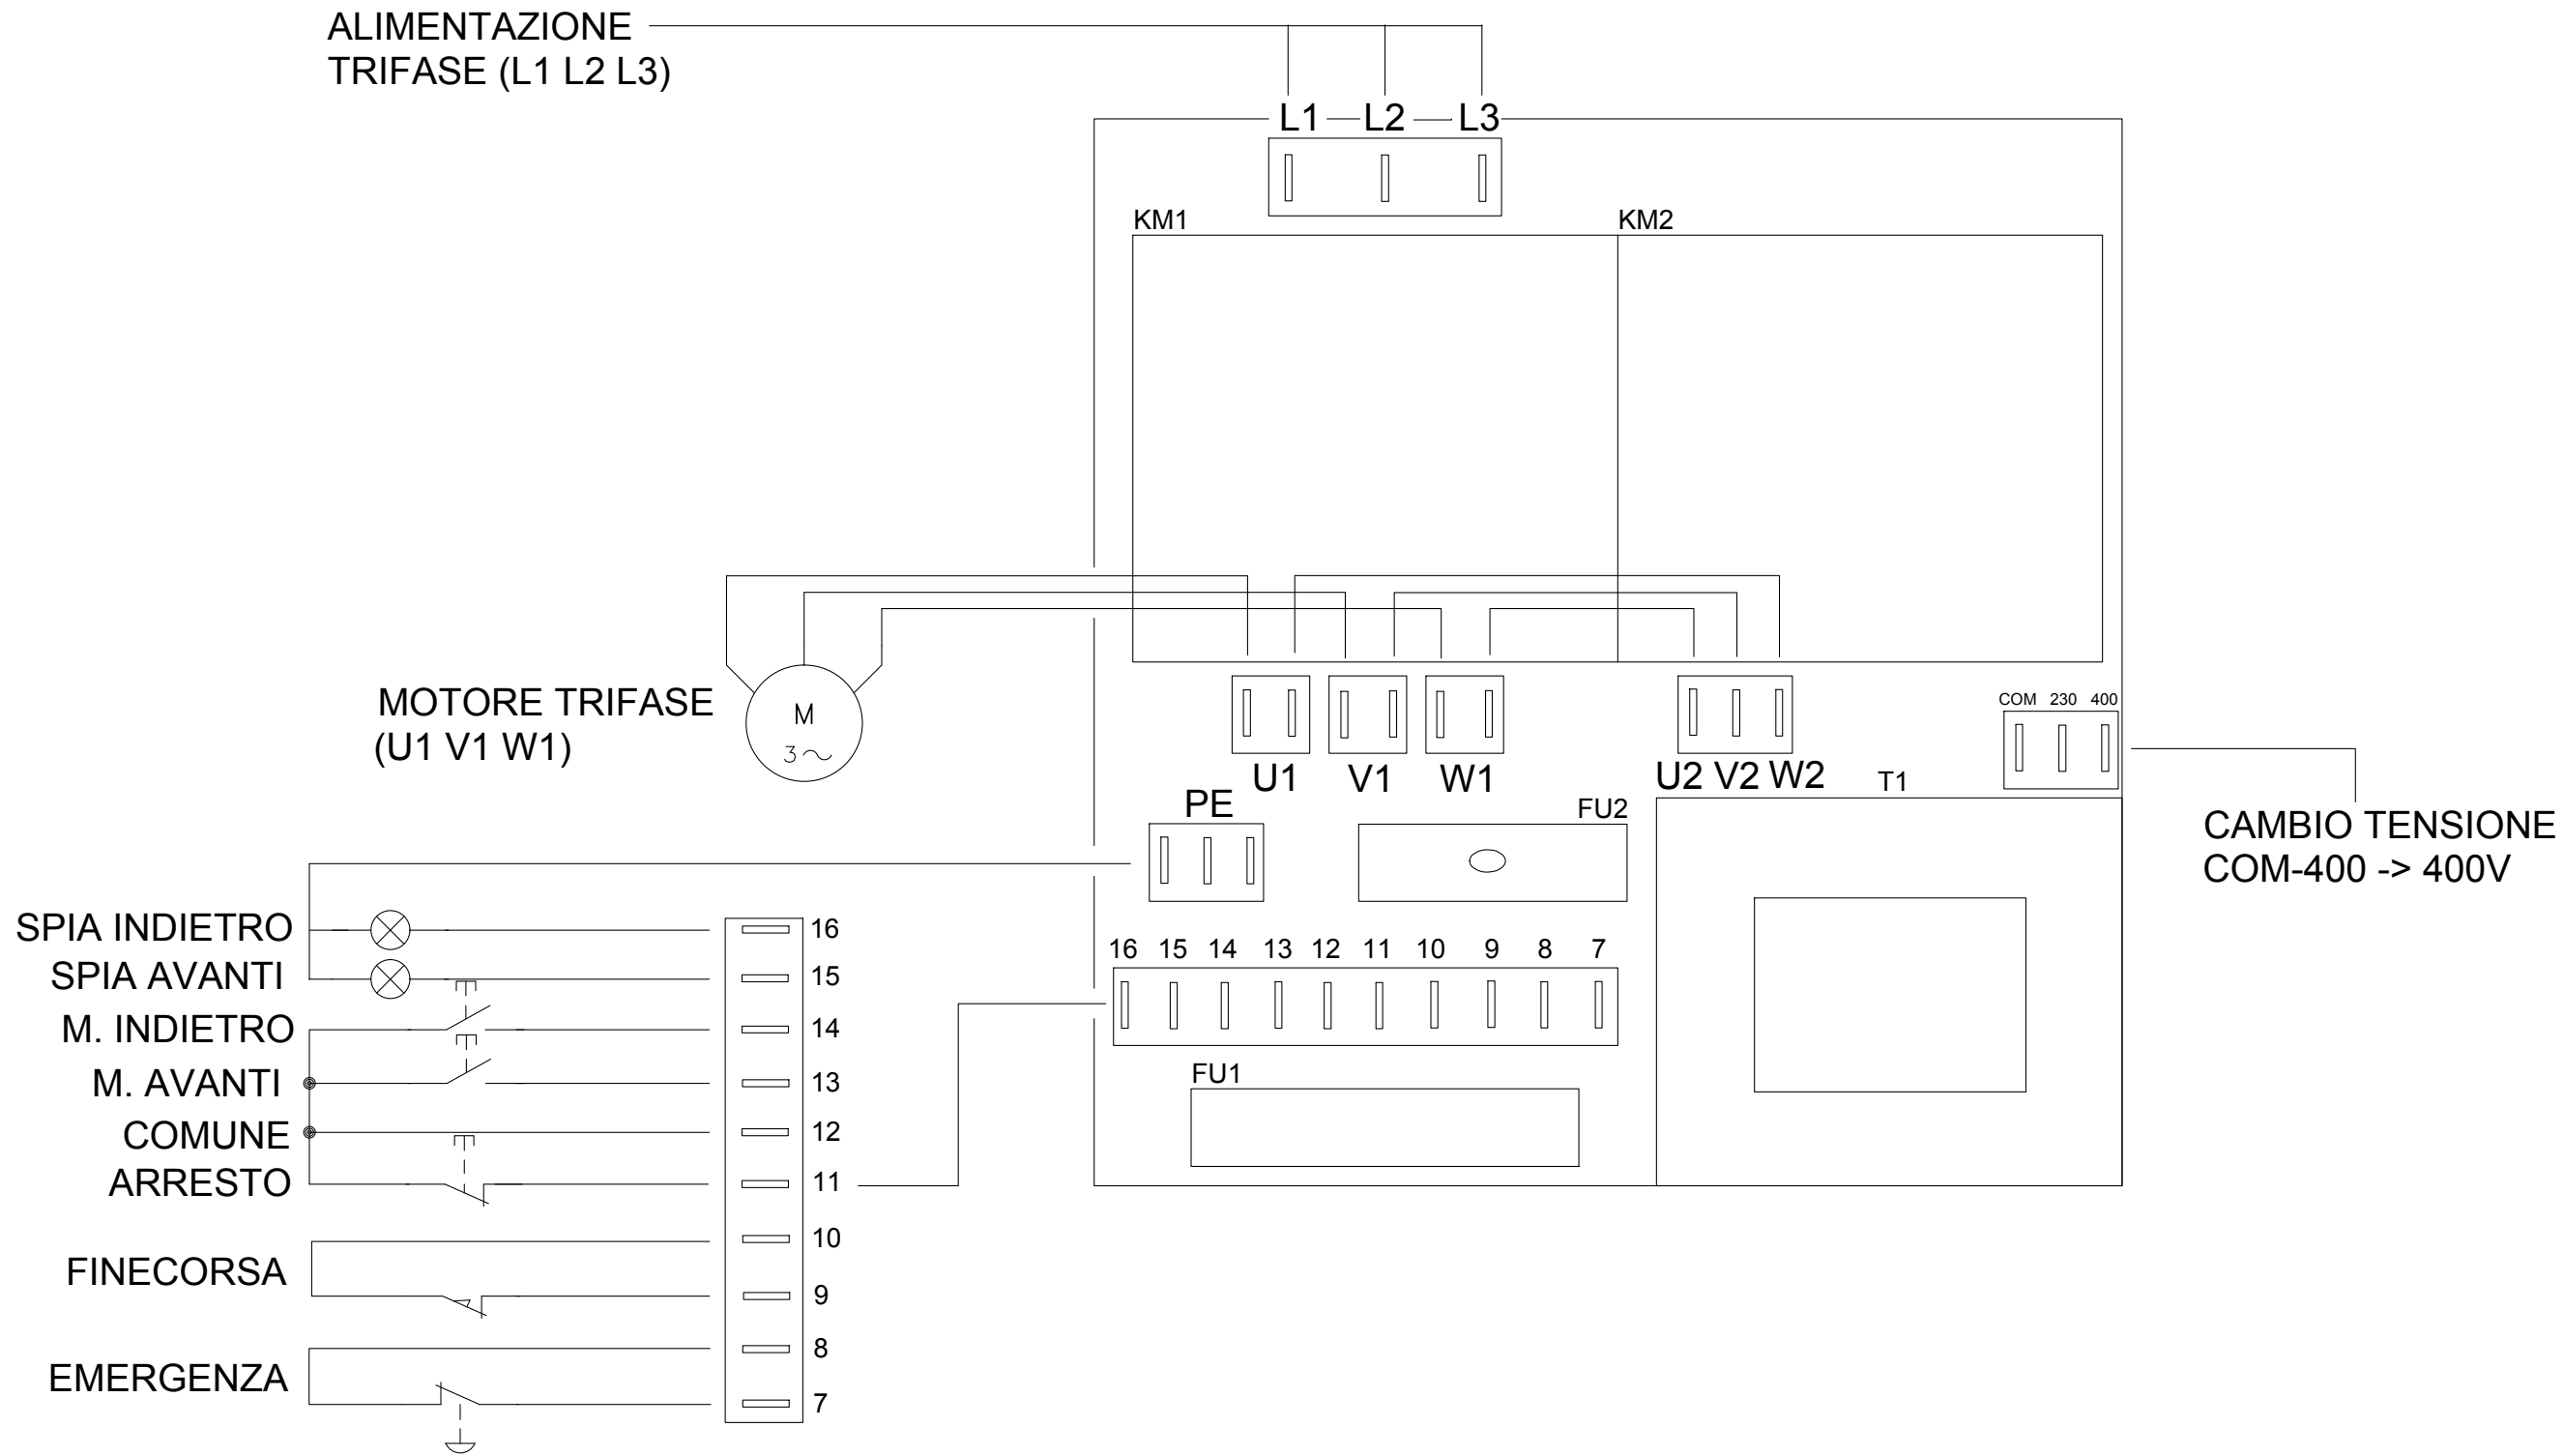 ALIMENTAZIONE
TRIFASE (L1 L2 L3)
L1 L2 L3
KM1 KM2
MOTORE TRIFASE
(U1 V1 W1)
M
3~
U1 V1 W1
U2 V2 W2
COM 230 400
T1
CAMBIO TENSIONE
COM-400 -> 400V
PE
FU2
16 15 14 13 12 11 10 9 8 7
FU1
SPIA INDIETRO 16
SPIA AVANTI 15
M. INDIETRO 14
M. AVANTI 13
COMUNE 12
ARRESTO 11
10
FINECORSA
9
8
EMERGENZA
7